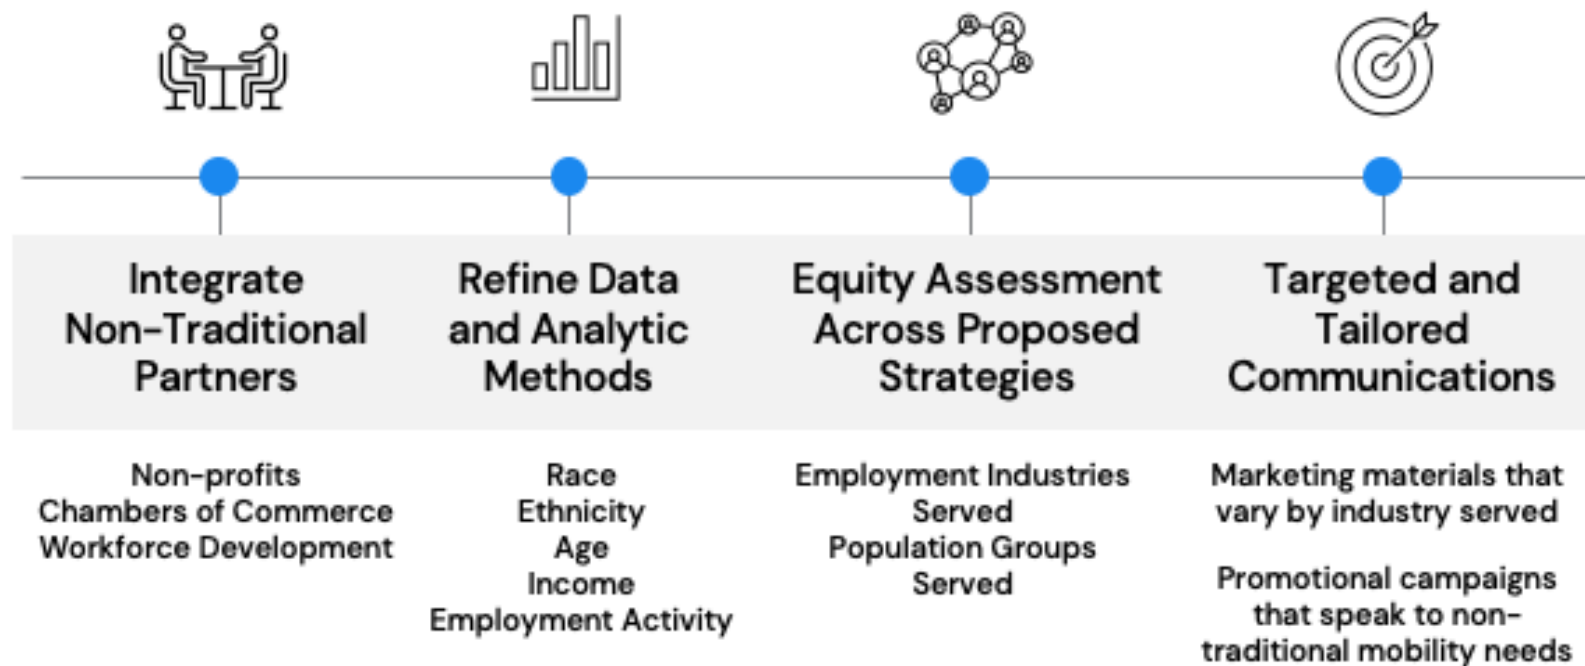 Integrate
Non-Traditional
Partners
Non-profits
Chambers of Commerce
Workforce Development
Refine Data
and Analytic
Methods
Race
Ethnicity
Age
Income
Employment Activity
Equity Assessment
Across Proposed
Strategies
Employment Industries
Served
Population Groups
Served
Targeted and
Tailored
Communications
Marketing materials that
vary by industry served
Promotional campaigns
that speak to non-
traditional mobility needs